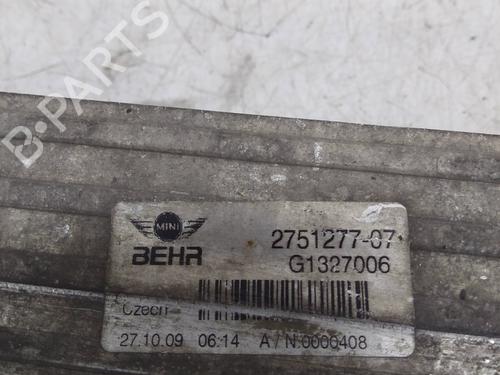 B-PARTS
MINI
BEHR 2751277-07
G1327006
Czech
27.10.09 06:14 A/N:0000408